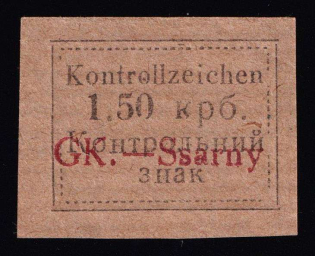 Kontrollzeichen
1.50 крб.
Контрольний
GK. — Ssarny
знак